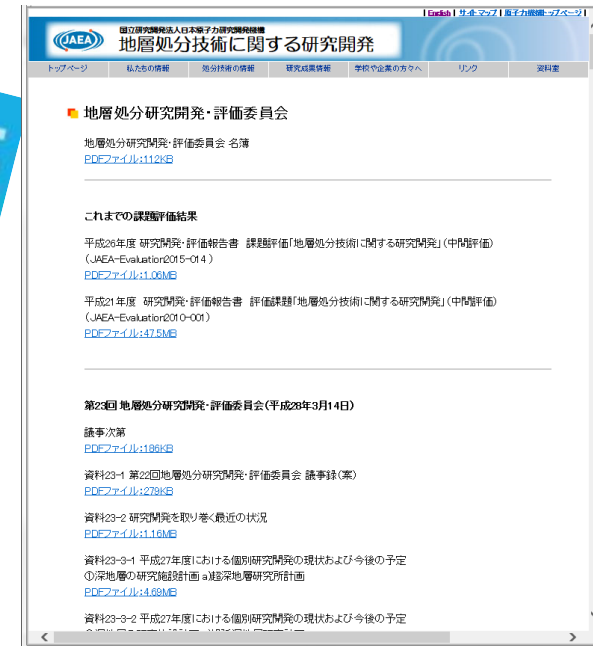 English | サイトマップ | 原子力機構トップページ |
JAEA 国立研究開発法人日本原子力研究開発機構
地層処分技術に関する研究開発
トップページ 私たちの情報 処分技術の情報 研究成果情報 学校や企業の方々へ リンク 資料室
地層処分研究開発・評価委員会
地層処分研究開発・評価委員会 名簿
PDFファイル:112KB
これまでの課題評価結果
平成26年度 研究開発・評価報告書 課題評価「地層処分技術に関する研究開発」(中間評価)
(JAEA-Evaluation2015-014 )
PDFファイル:1.06MB
平成21年度 研究開発・評価報告書 評価課題「地層処分技術に関する研究開発」(中間評価)
(JAEA-Evaluation2010-001)
PDFファイル:47.5MB
第23回 地層処分研究開発・評価委員会(平成28年3月14日)
議事次第
PDFファイル:186KB
資料23-1 第22回地層処分研究開発・評価委員会 議事録(案)
PDFファイル:279KB
資料23-2 研究開発を取り巻く最近の状況
PDFファイル:1.16MB
資料23-3-1 平成27年度における個別研究開発の現状および今後の予定
①深地層の研究施設計画 a)超深地層研究所計画
PDFファイル:4.69MB
資料23-3-2 平成27年度における個別研究開発の現状および今後の予定